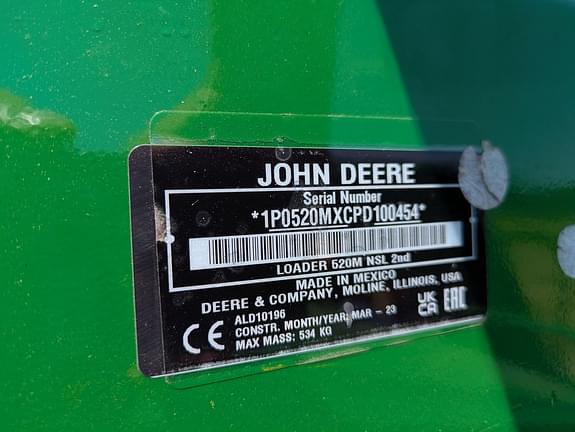 JOHN DEERE
Serial Number
*1P0520MXCPD100454*
LOADER 520M NSL 2nd
MADE IN MEXICO
DEERE & COMPANY, MOLINE, ILLINOIS, USA
ALD10196
CONSTR. MONTH/YEAR: MAR - 23
MAX MASS: 534 KG
CE
UK
CA
EAC